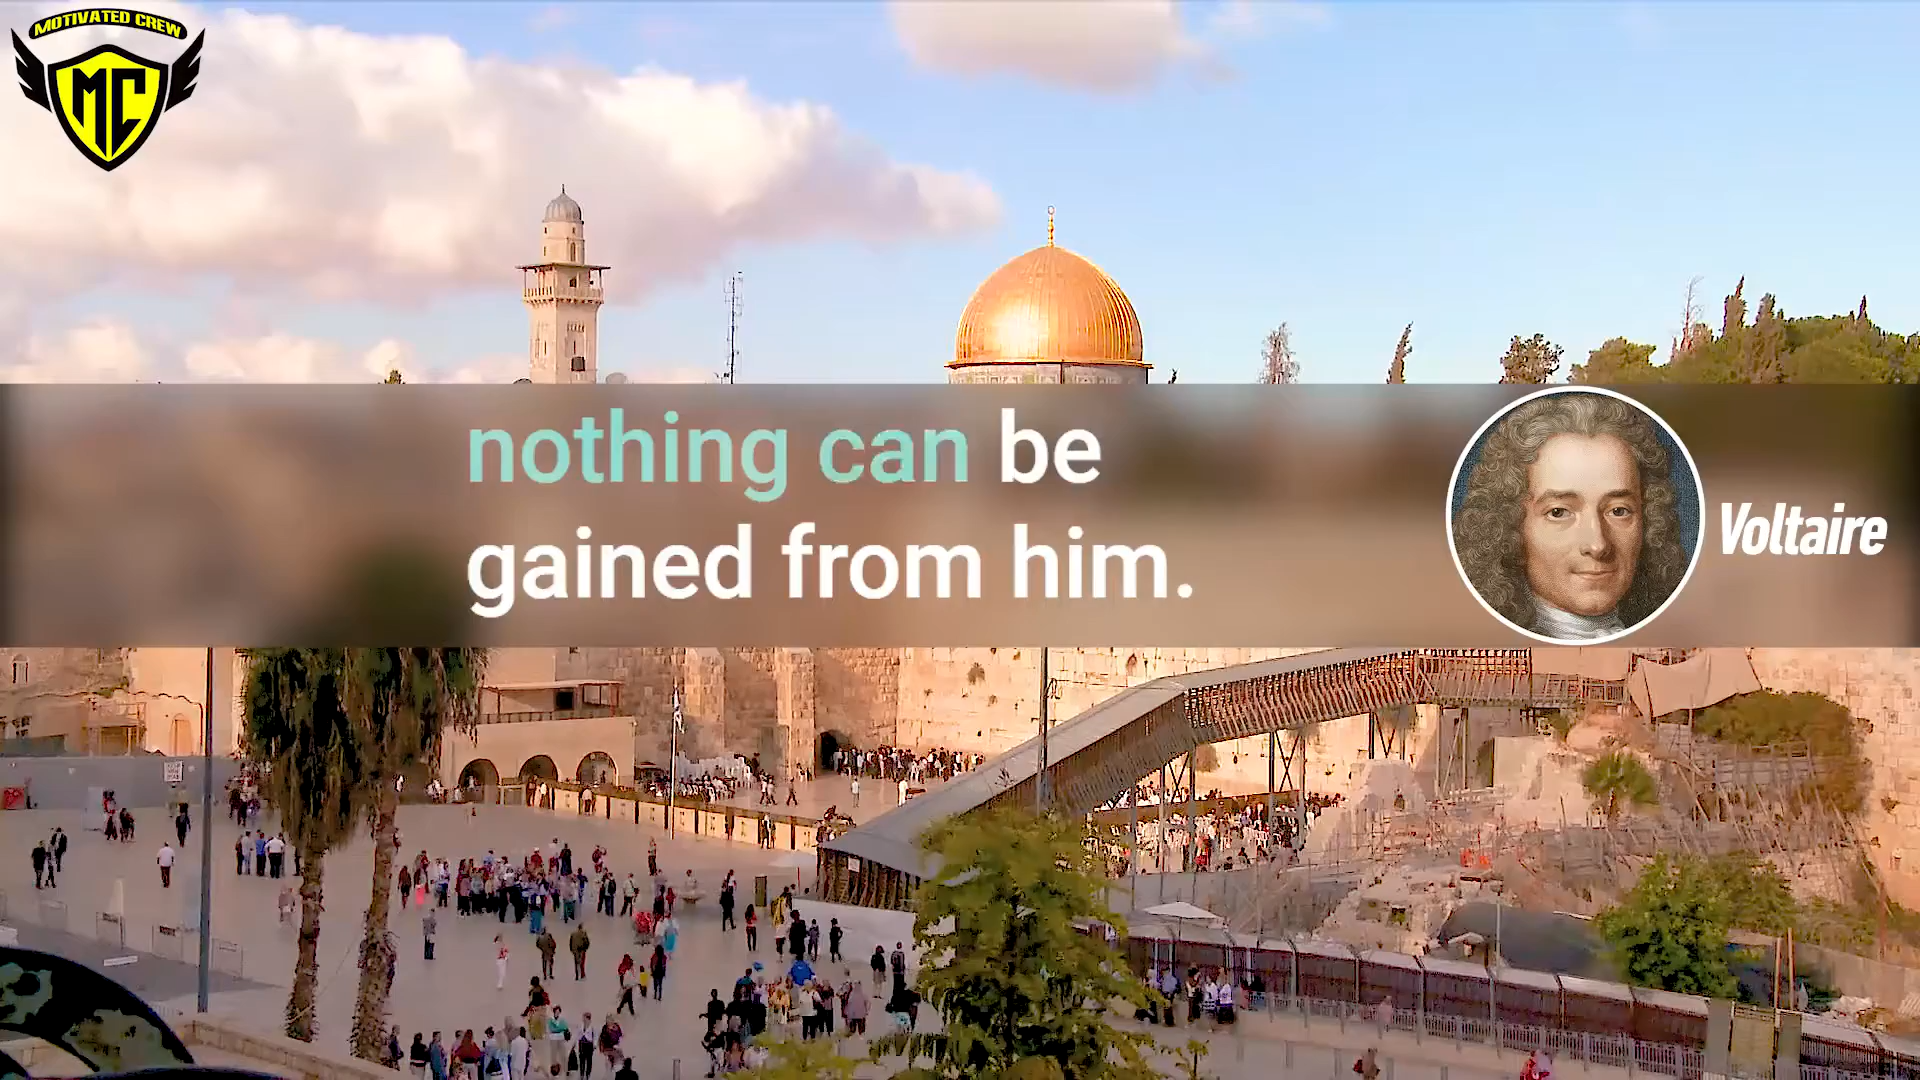 MOTIVATED CREW
MC
nothing can be
gained from him.
Voltaire